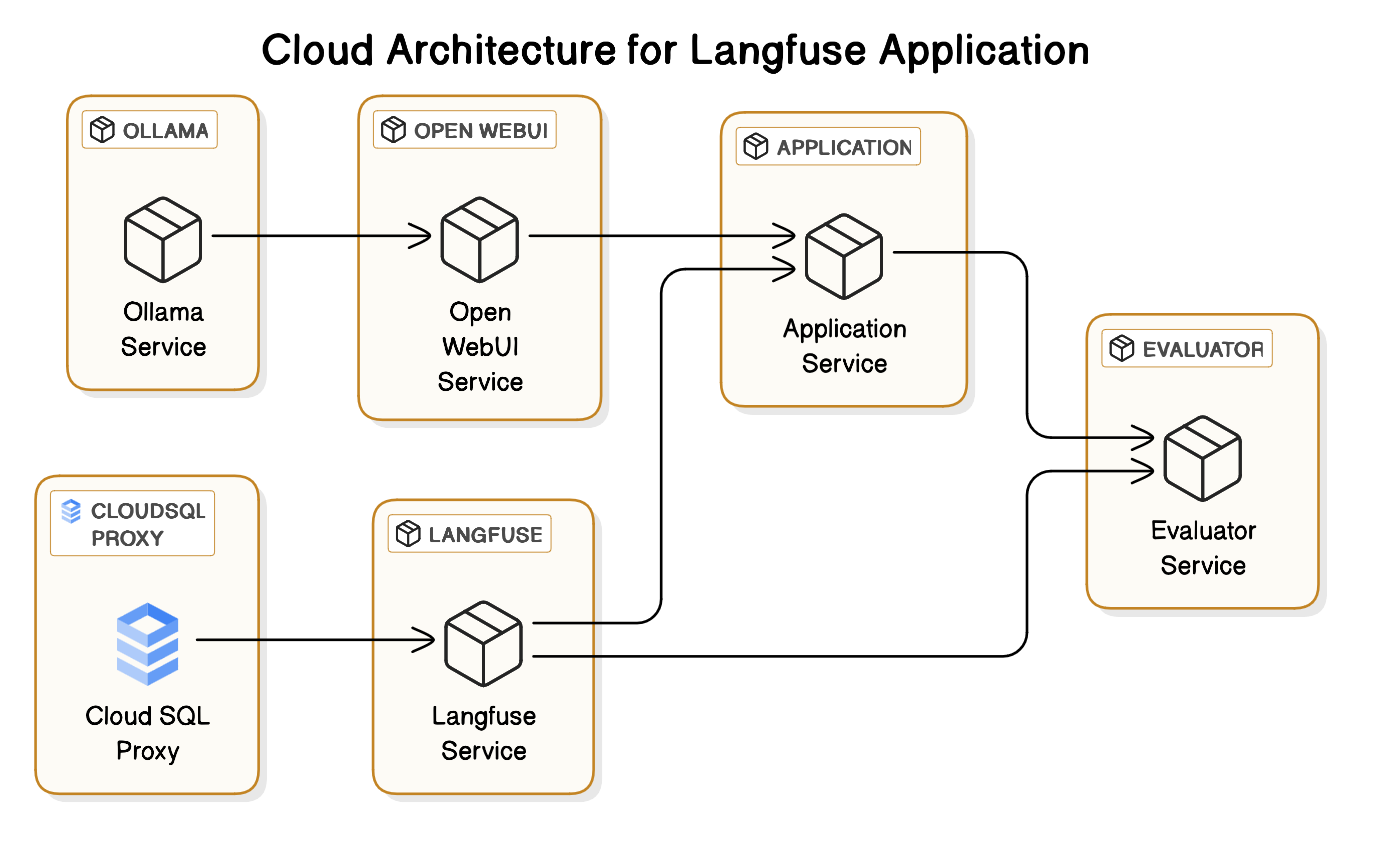 Cloud Architecture for Langfuse Application
OLLAMA
Ollama
Service
OPEN WEBUI
Open
WebUI
Service
APPLICATION
Application
Service
EVALUATOR
Evaluator
Service
CLOUDSQL
PROXY
Cloud SQL
Proxy
LANGFUSE
Langfuse
Service